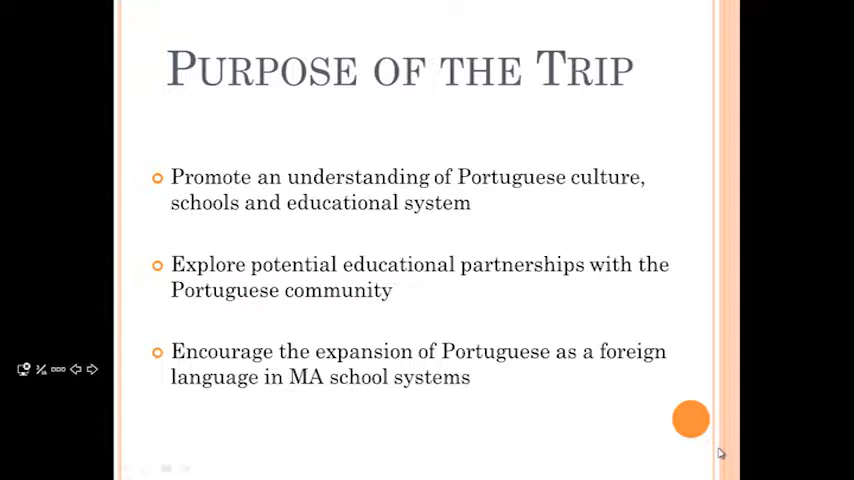 PURPOSE OF THE TRIP
Promote an understanding of Portuguese culture,
schools and educational system
Explore potential educational partnerships with the
Portuguese community
Encourage the expansion of Portuguese as a foreign
language in MA school systems